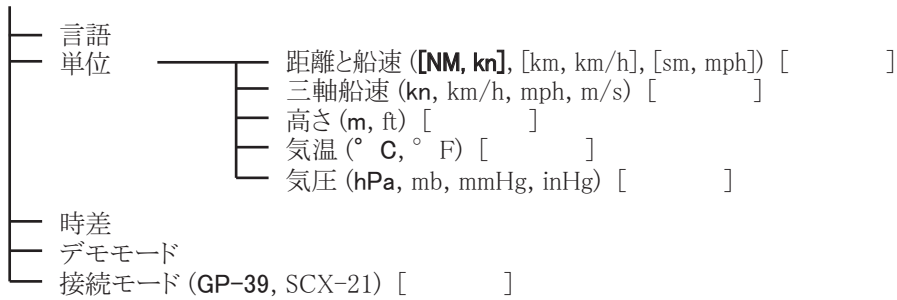 言語
単位 距離と船速 ([NM, kn], [km, km/h], [sm, mph]) [ ]
三軸船速 (kn, km/h, mph, m/s) [ ]
高さ (m, ft) [ ]
気温 (° C, ° F) [ ]
気圧 (hPa, mb, mmHg, inHg) [ ]
時差
デモモード
接続モード (GP-39, SCX-21) [ ]